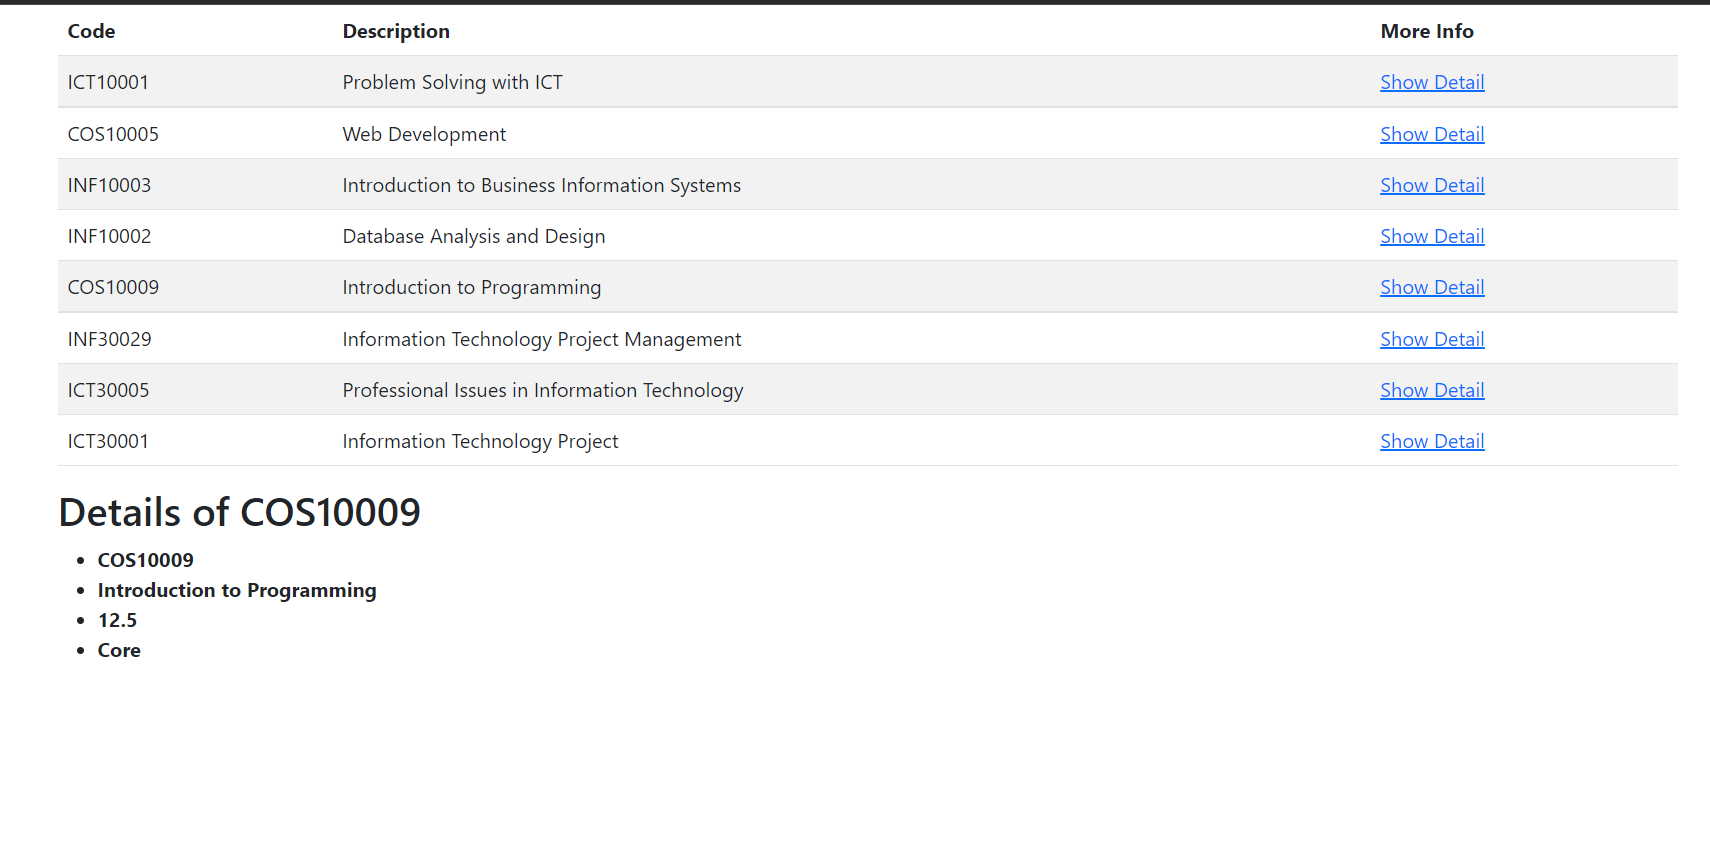 Code Description More Info
ICT10001 Problem Solving with ICT Show Detail
COS10005 Web Development Show Detail
INF10003 Introduction to Business Information Systems Show Detail
INF10002 Database Analysis and Design Show Detail
COS10009 Introduction to Programming Show Detail
INF30029 Information Technology Project Management Show Detail
ICT30005 Professional Issues in Information Technology Show Detail
ICT30001 Information Technology Project Show Detail
Details of COS10009
COS10009
Introduction to Programming
12.5
Core